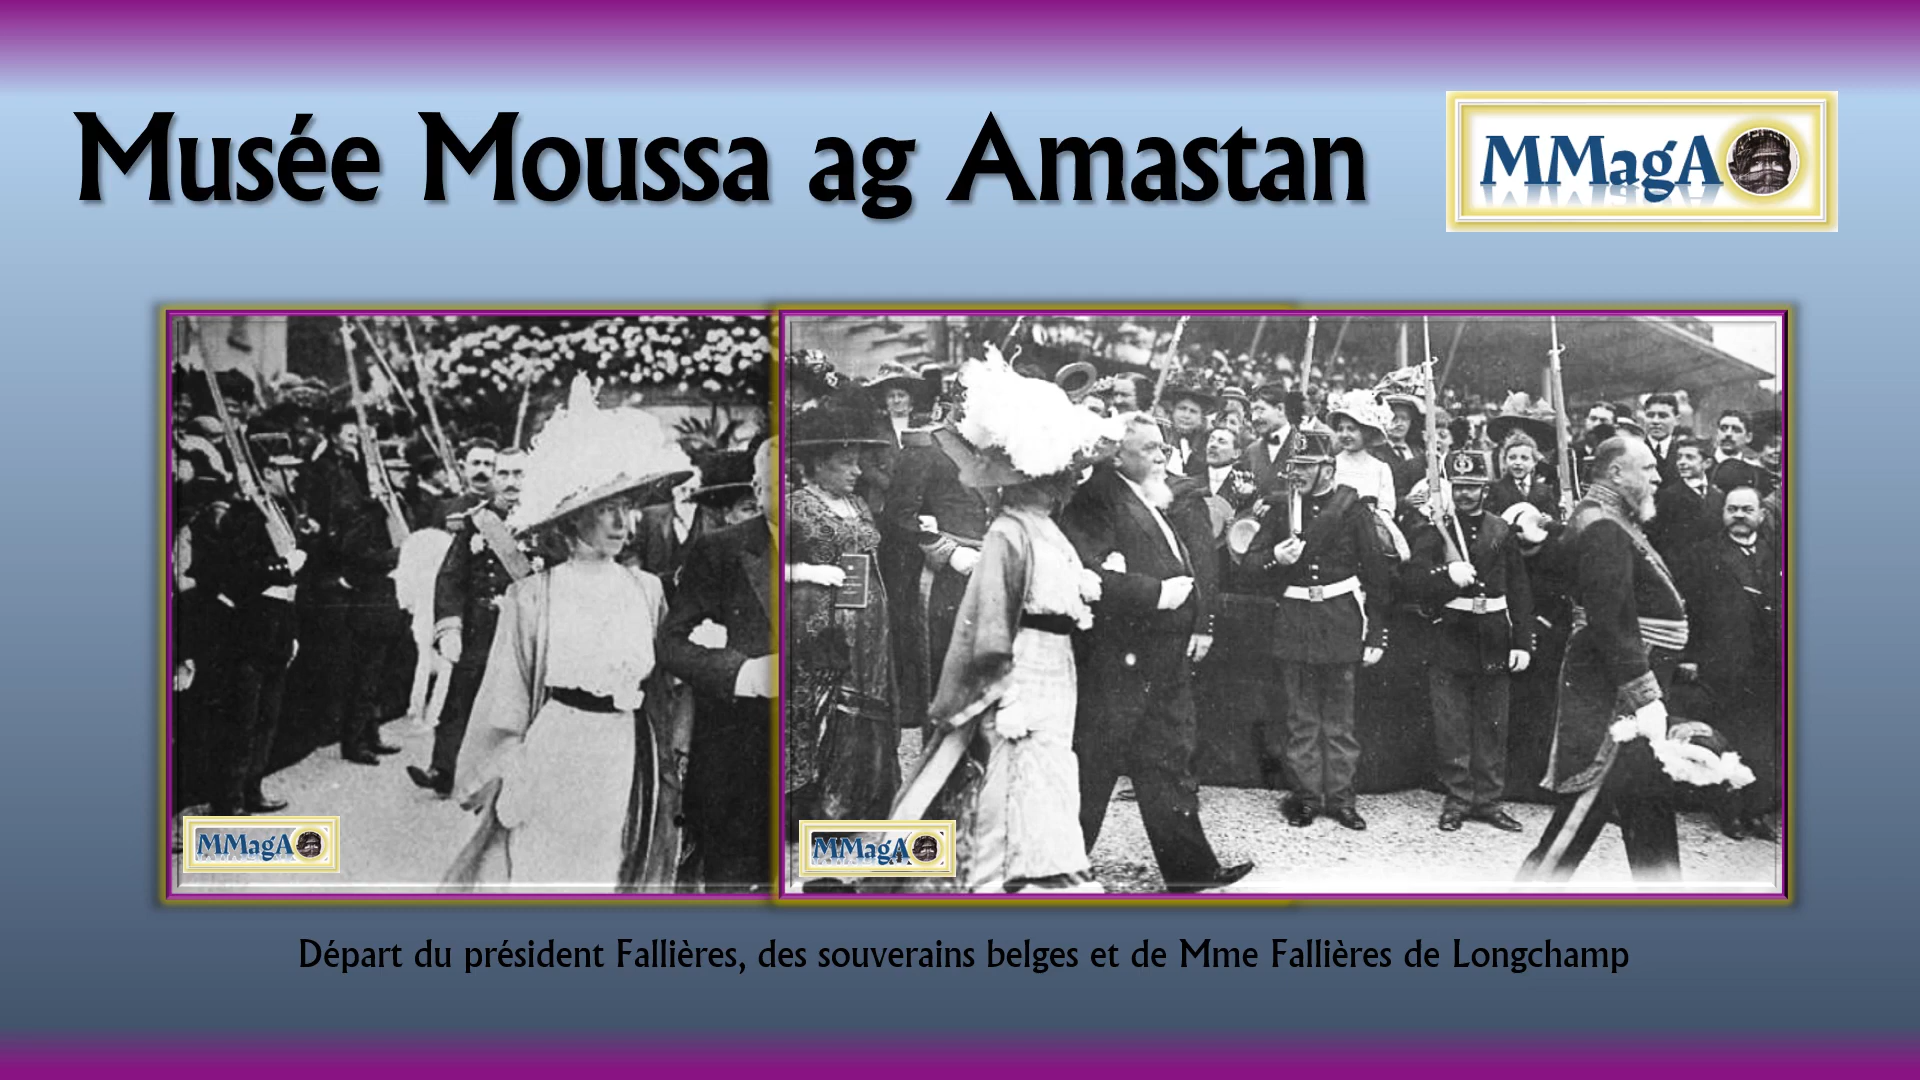 Musée Moussa ag Amastan
MMagA
MMagA
MMagA
Départ du président Fallières, des souverains belges et de Mme Fallières de Longchamp